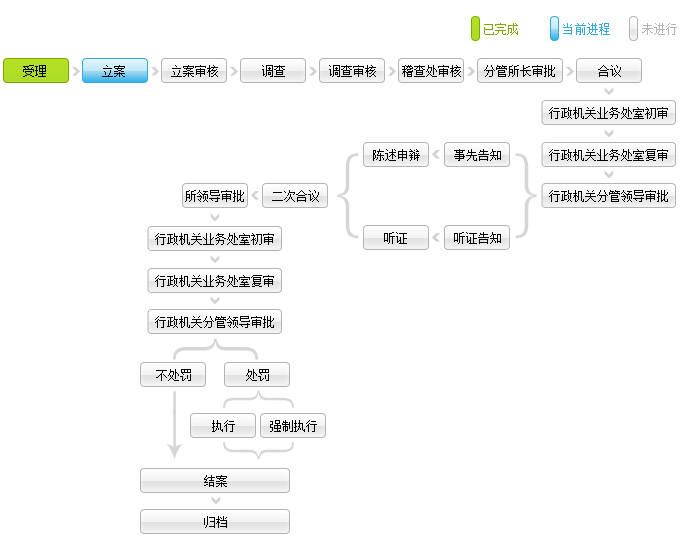 已完成
当前进程
未进行
受理
立案
立案审核
调查
调查审核
稽查处审核
分管所长审批
合议
行政机关业务处室初审
行政机关业务处室复审
行政机关分管领导审批
事先告知
陈述申辩
听证告知
听证
二次合议
所领导审批
行政机关业务处室初审
行政机关业务处室复审
行政机关分管领导审批
不处罚
处罚
执行
强制执行
结案
归档